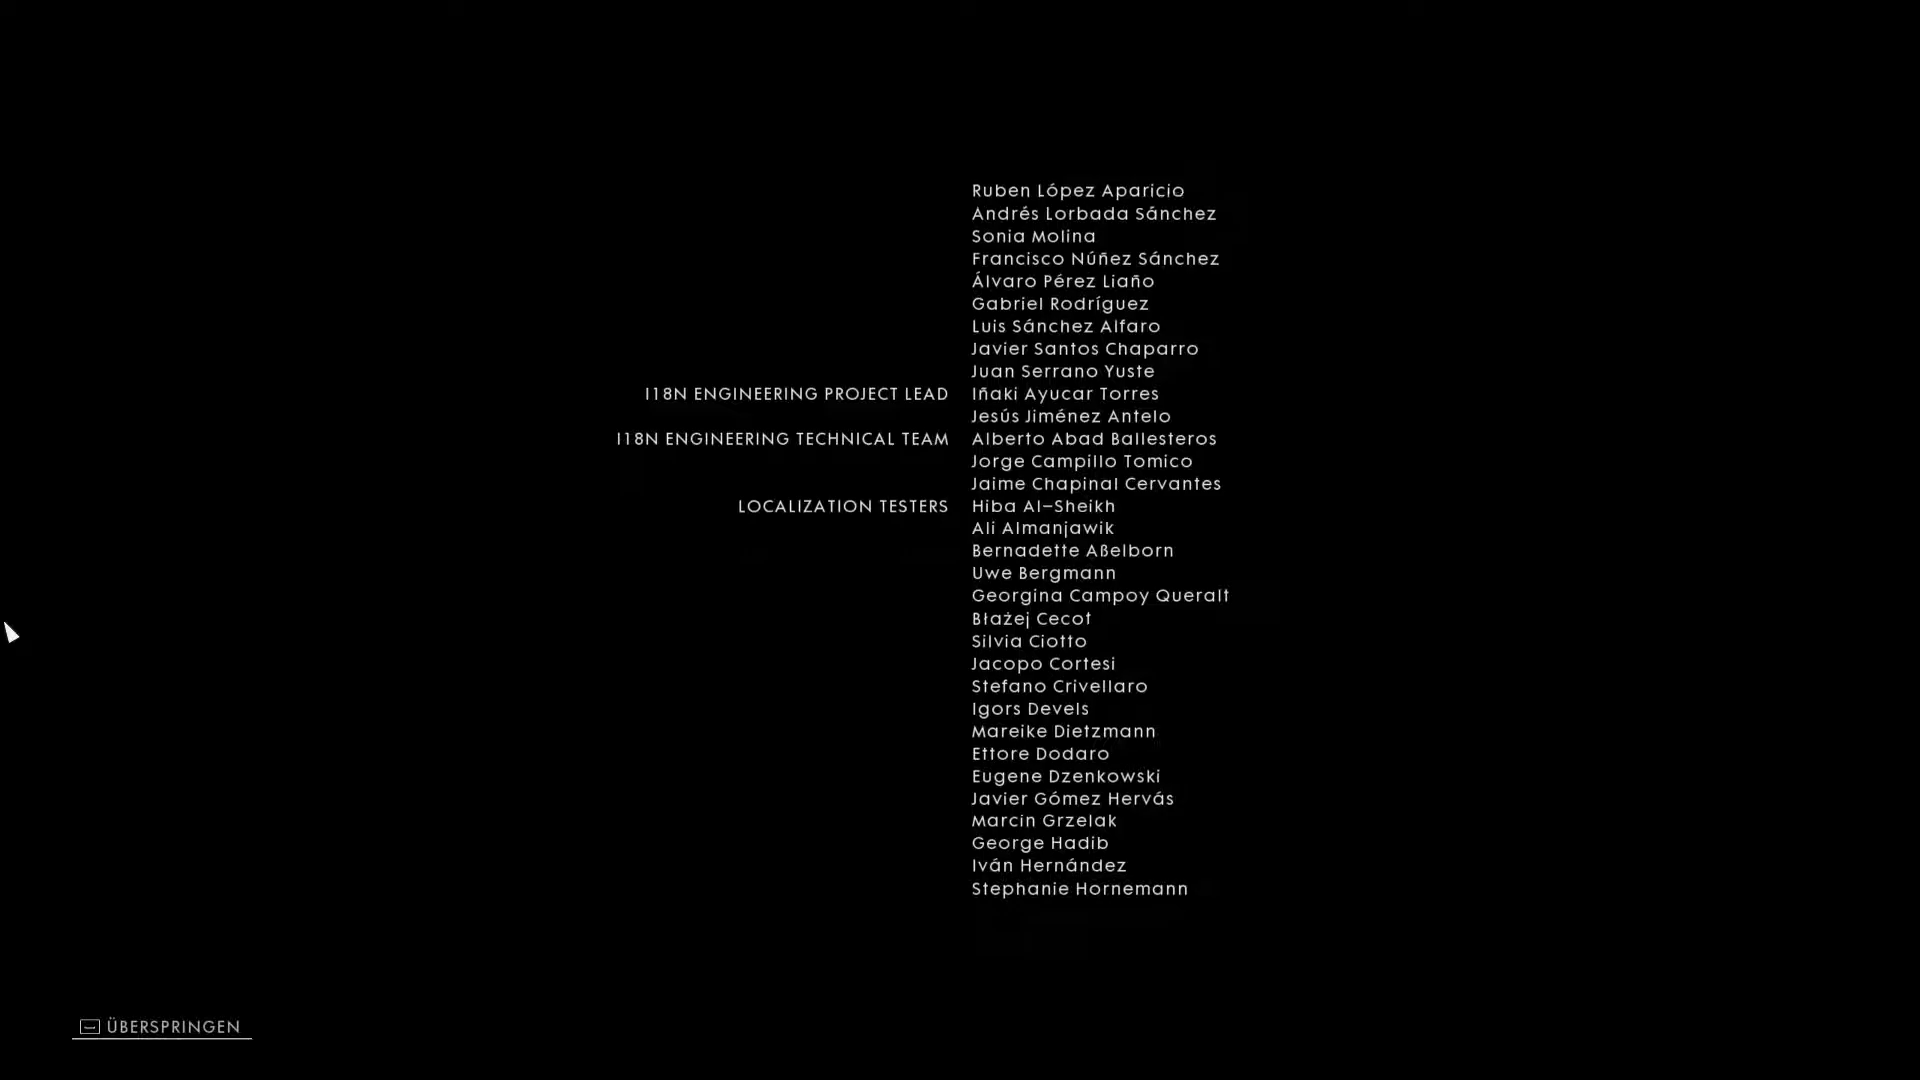 Ruben López Aparicio
Andrés Lorbada Sánchez
Sonia Molina
Francisco Núñez Sánchez
Álvaro Pérez Liaño
Gabriel Rodríguez
Luis Sánchez Alfaro
Javier Santos Chaparro
Juan Serrano Yuste
I18N ENGINEERING PROJECT LEAD Iñaki Ayucar Torres
Jesús Jiménez Antelo
I18N ENGINEERING TECHNICAL TEAM Alberto Abad Ballesteros
Jorge Campillo Tomico
Jaime Chapinal Cervantes
LOCALIZATION TESTERS Hiba Al-Sheikh
Ali Almanjawik
Bernadette Aßelborn
Uwe Bergmann
Georgina Campoy Queralt
Błażej Cecot
Silvia Ciotto
Jacopo Cortesi
Stefano Crivellaro
Igors Devels
Mareike Dietzmann
Ettore Dodaro
Eugene Dzenkowski
Javier Gómez Hervás
Marcin Grzelak
George Hadib
Iván Hernández
Stephanie Hornemann
ÜBERSPRINGEN